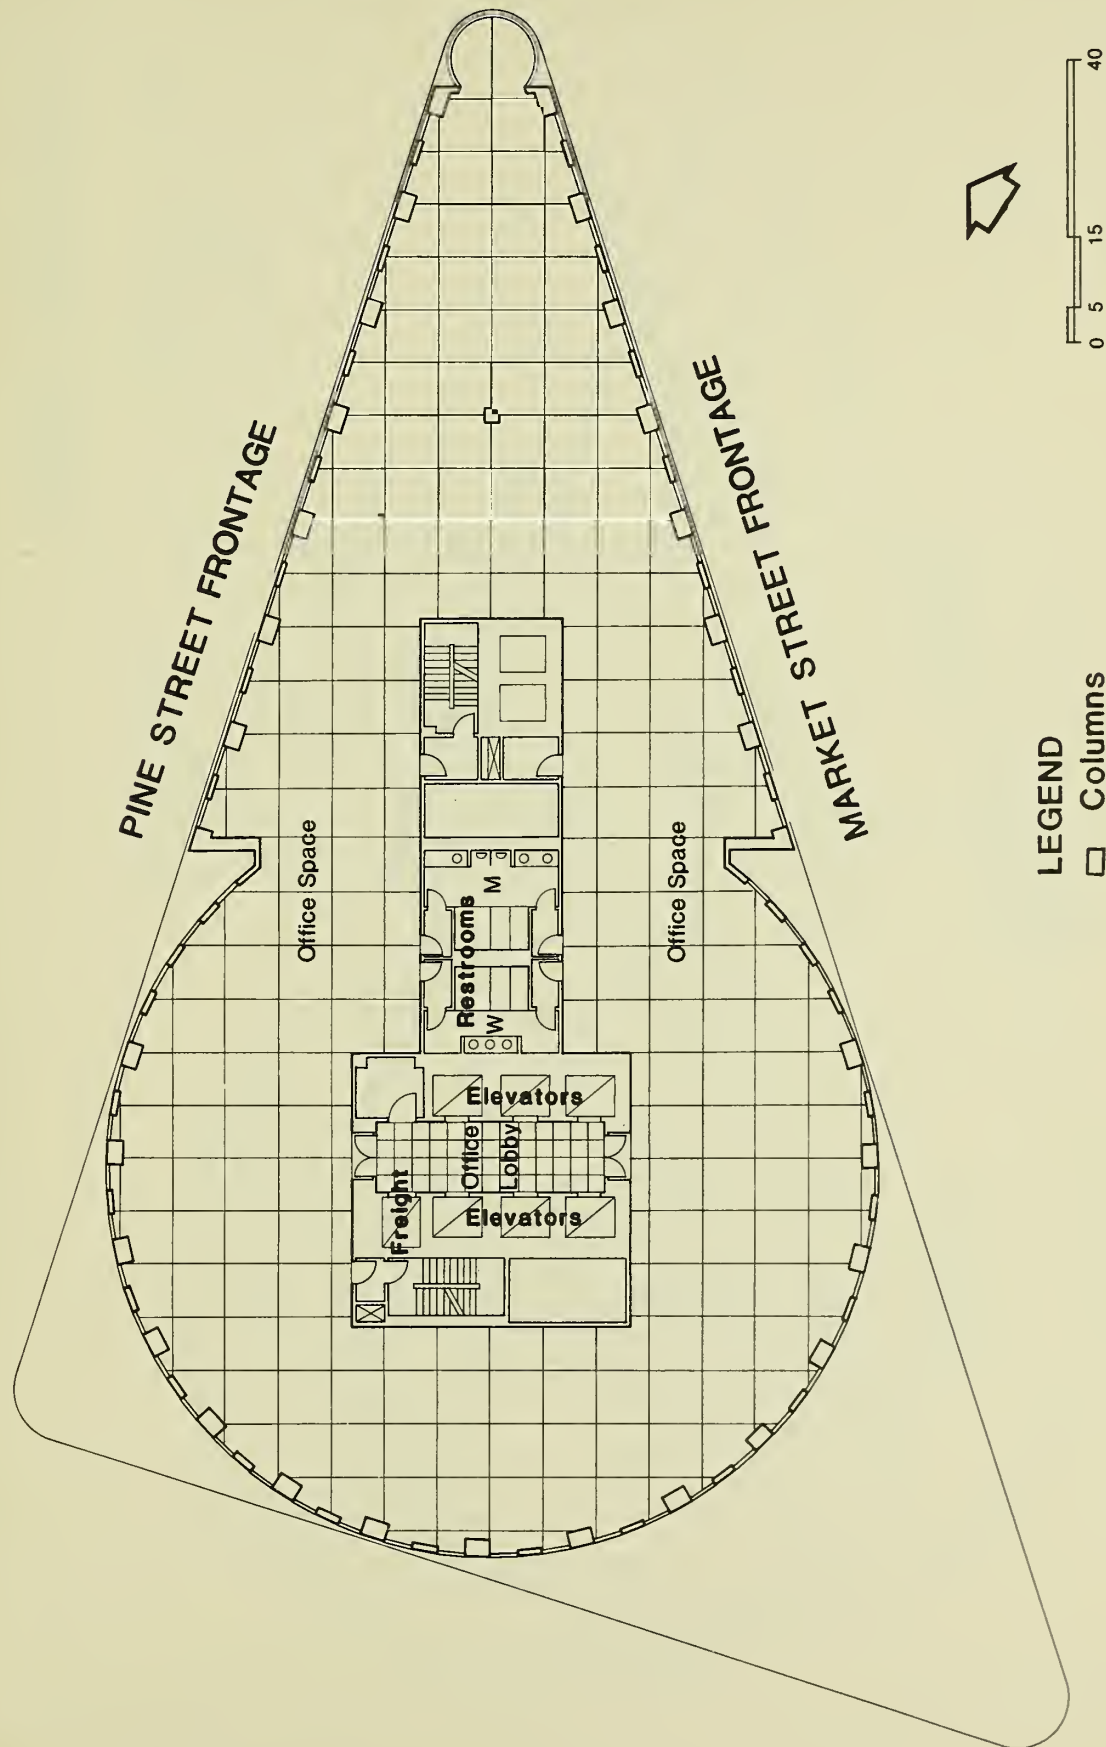 PINE STREET FRONTAGE
MARKET STREET FRONTAGE
Office Space
Office Space
Restrooms
M
W
Elevators
Office
Lobby
Freight
Elevators
0 5 15 40
LEGEND
Columns